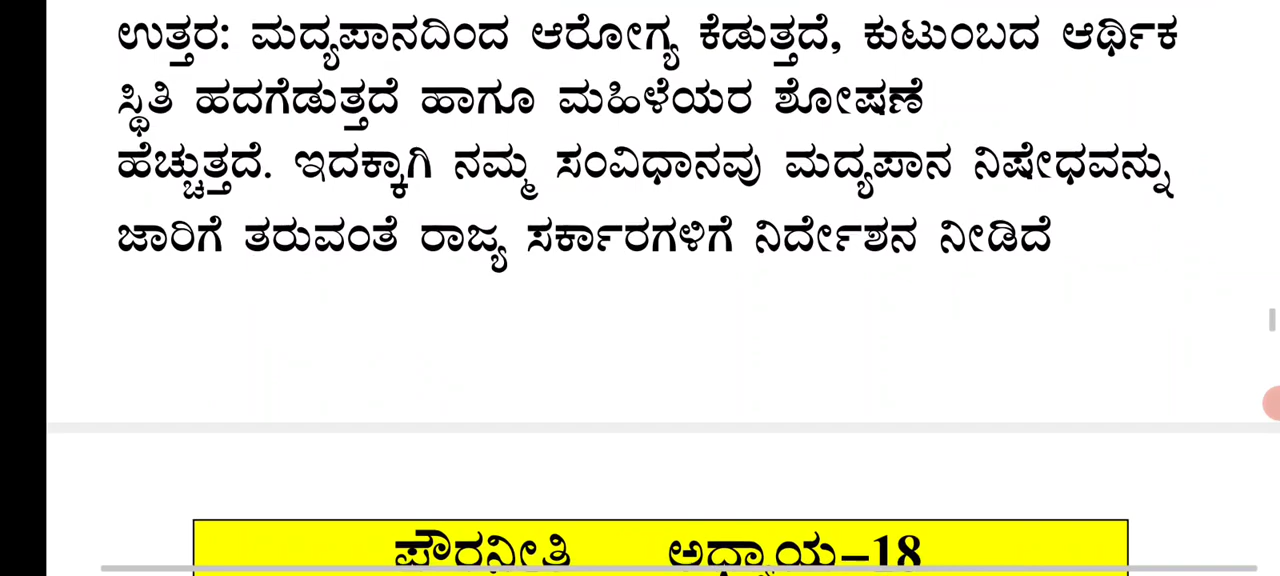 ಉತ್ತರ: ಮದ್ಯಪಾನದಿಂದ ಆರೋಗ್ಯ ಕೆಡುತ್ತದೆ, ಕುಟುಂಬದ ಆರ್ಥಿಕ
ಸ್ಥಿತಿ ಹದಗೆಡುತ್ತದೆ ಹಾಗೂ ಮಹಿಳೆಯರ ಶೋಷಣೆ
ಹೆಚ್ಚುತ್ತದೆ. ಇದಕ್ಕಾಗಿ ನಮ್ಮ ಸಂವಿಧಾನವು ಮದ್ಯಪಾನ ನಿಷೇಧವನ್ನು
ಜಾರಿಗೆ ತರುವಂತೆ ರಾಜ್ಯ ಸರ್ಕಾರಗಳಿಗೆ ನಿರ್ದೇಶನ ನೀಡಿದೆ
ಪೌರನೀತಿ ಅಧ್ಯಾಯ-18